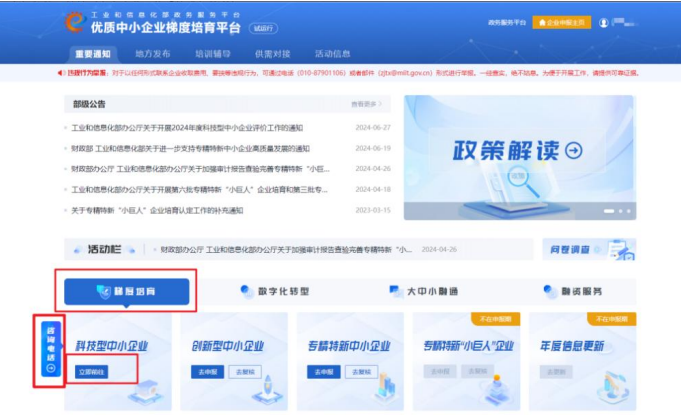 工业和信息化部政务服务平台
优质中小企业梯度培育平台 (试运行)
政务服务平台 企业申报主页
重要通知 地方发布 培训辅导 供需对接 活动信息
对于以任何形式联系企业收取费用、要挟等违规行为，可通过电话 (010-87901106) 或者邮件 (zjtx@miit.gov.cn) 形式进行举报。一经查实，绝不姑息。为便于开展工作，请提供可靠证据。
部级公告 查看更多 >
工业和信息化部办公厅关于开展2024年度科技型中小企业评价工作的通知 2024-06-27
财政部 工业和信息化部关于进一步支持专精特新中小企业高质量发展的通知 2024-06-19
财政部办公厅 工业和信息化部办公厅关于加强审计报告查验完善专精特新 “小巨... 2024-04-26
工业和信息化部办公厅关于开展第六批专精特新 “小巨人” 企业培育和第三批专... 2024-04-18
关于专精特新 “小巨人” 企业培育认定工作的补充通知 2023-03-15
政策解读
政策
活动栏
财政部办公厅 工业和信息化部办公厅关于加强审计报告查验完善专精特新 “小... 2024-04-26
问卷调查
梯度培育 数字化转型 大中小融通 融资服务
咨询电话
科技型中小企业
立即前往
创新型中小企业
去申报 去复核
专精特新中小企业
去申报 去复核
不在申报期
专精特新“小巨人”企业
去申报 去复核
不在申报期
年度信息更新
去更新